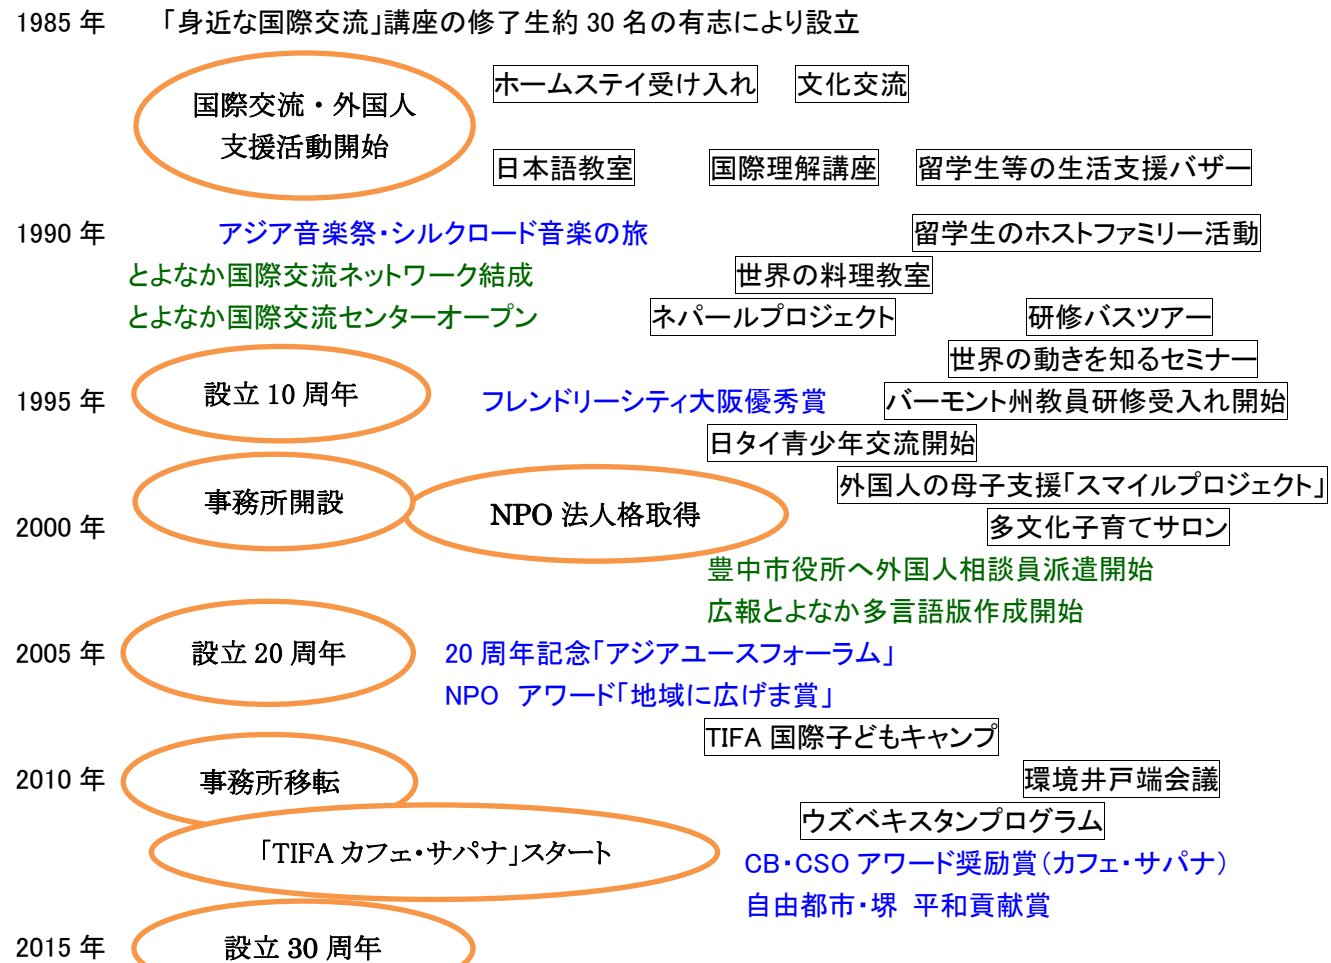 1985 年 「身近な国際交流」講座の修了生約 30 名の有志により設立
ホームステイ受け入れ 文化交流
国際交流・外国人
支援活動開始
日本語教室 国際理解講座 留学生等の生活支援バザー
1990 年 アジア音楽祭・シルクロード音楽の旅 留学生のホストファミリー活動
とよなか国際交流ネットワーク結成 世界の料理教室
とよなか国際交流センターオープン ネパールプロジェクト 研修バスツアー
世界の動きを知るセミナー
1995 年 設立 10 周年 フレンドリーシティ大阪優秀賞 バーモント州教員研修受入れ開始
日タイ青少年交流開始
外国人の母子支援「スマイルプロジェクト」
事務所開設 NPO 法人格取得
2000 年 多文化子育てサロン
豊中市役所へ外国人相談員派遣開始
広報とよなか多言語版作成開始
2005 年 設立 20 周年 20 周年記念「アジアユースフォーラム」
NPO アワード「地域に広げま賞」
TIFA 国際子どもキャンプ
2010 年 事務所移転 環境井戸端会議
ウズベキスタンプログラム
「TIFA カフェ・サパナ」スタート
CB・CSO アワード奨励賞（カフェ・サパナ）
自由都市・堺 平和貢献賞
2015 年 設立 30 周年